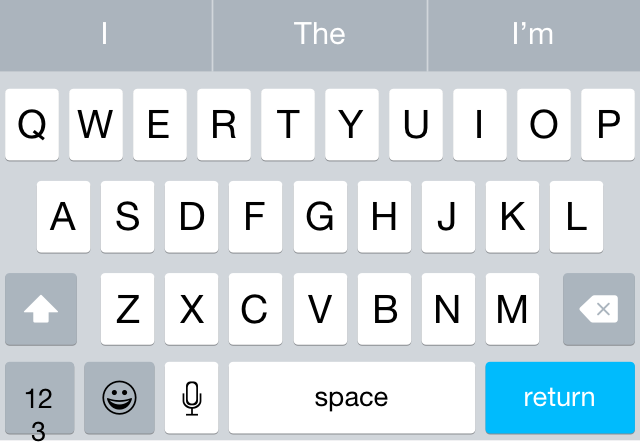 I The I’m
Q W E R T Y U I O P
A S D F G H J K L
Z X C V B N M
12 space return
3